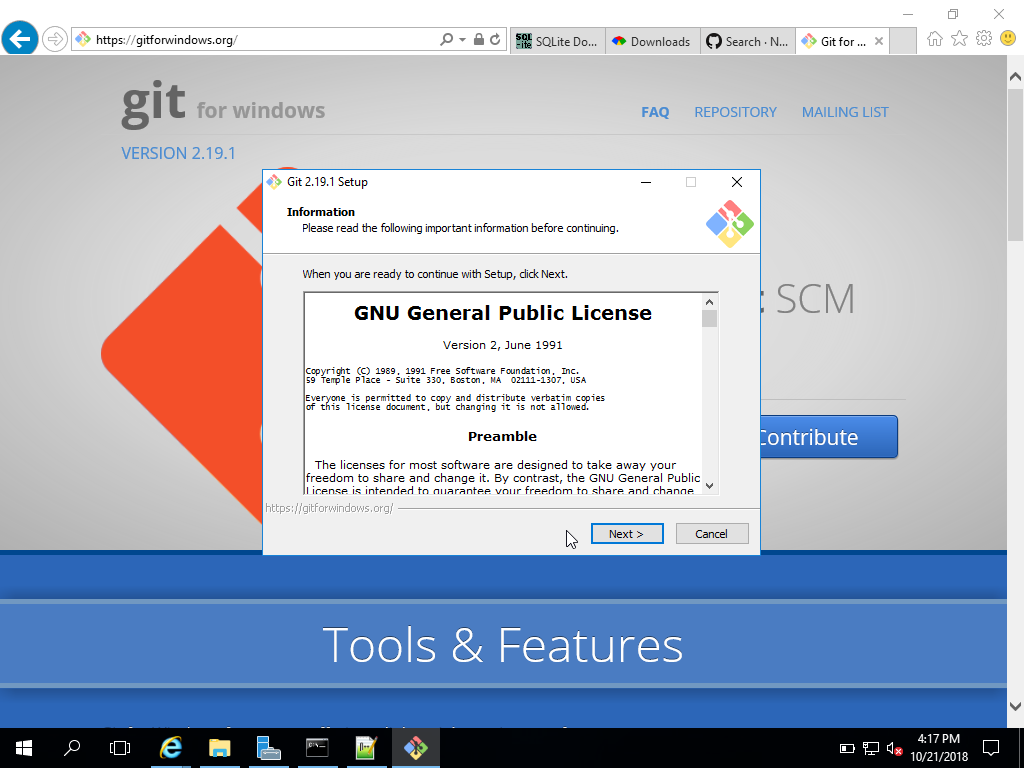 https://gitforwindows.org/
SQLite Do...
Downloads
Search · N...
Git for ...
git for windows
FAQ
REPOSITORY
MAILING LIST
VERSION 2.19.1
Git 2.19.1 Setup
Information
Please read the following important information before continuing.
When you are ready to continue with Setup, click Next.
GNU General Public License
Version 2, June 1991
Copyright (C) 1989, 1991 Free Software Foundation, Inc.
59 Temple Place - Suite 330, Boston, MA  02111-1307, USA
Everyone is permitted to copy and distribute verbatim copies
of this license document, but changing it is not allowed.
Preamble
The licenses for most software are designed to take away your
freedom to share and change it. By contrast, the GNU General Public
License is intended to guarantee your freedom to share and change
https://gitforwindows.org/
Next >
Cancel
: SCM
Contribute
Tools & Features
4:17 PM
10/21/2018